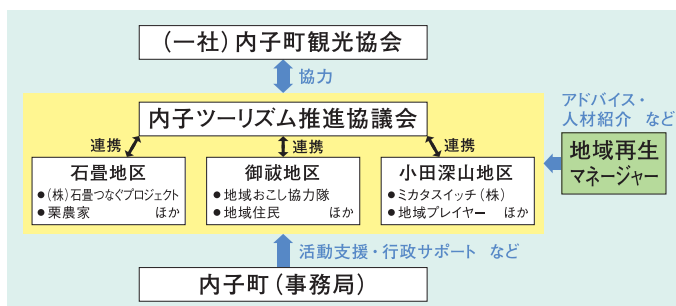 (一社)内子町観光協会
協力
内子ツーリズム推進協議会
アドバイス・
人材紹介 など
地域再生
マネージャー
連携
連携
連携
石畳地区
● (株)石畳つなぐプロジェクト
● 栗農家 ほか
御祓地区
● 地域おこし協力隊
● 地域住民 ほか
小田深山地区
● ミカタスイッチ(株)
● 地域プレイヤー ほか
活動支援・行政サポート など
内子町(事務局)